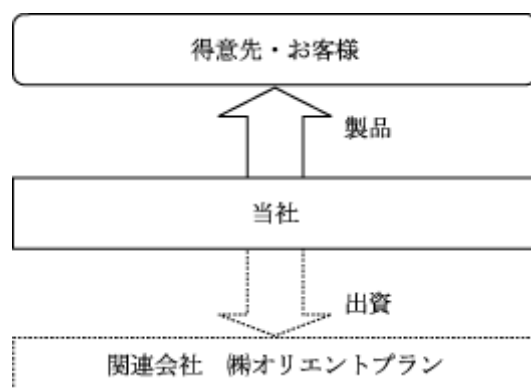 得意先・お客様
製品
当社
出資
関連会社　㈱オリエントプラン